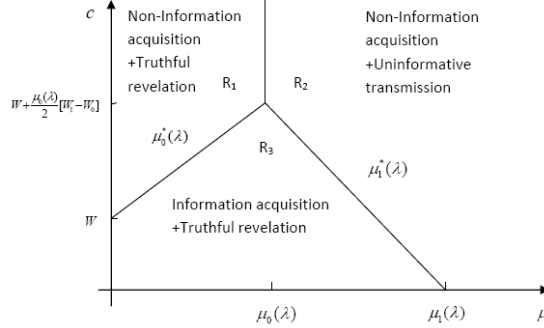 c
Non-Information
acquisition
+Truthful
revelation
Non-Information
acquisition
+Uninformative
transmission
R₁
R₂
W+μ₀(λ)/2[W₁−W₀]
μ₀*(λ)
R₃
μ₁*(λ)
Information acquisition
+Truthful revelation
W
μ₀(λ)
μ₁(λ)
μ